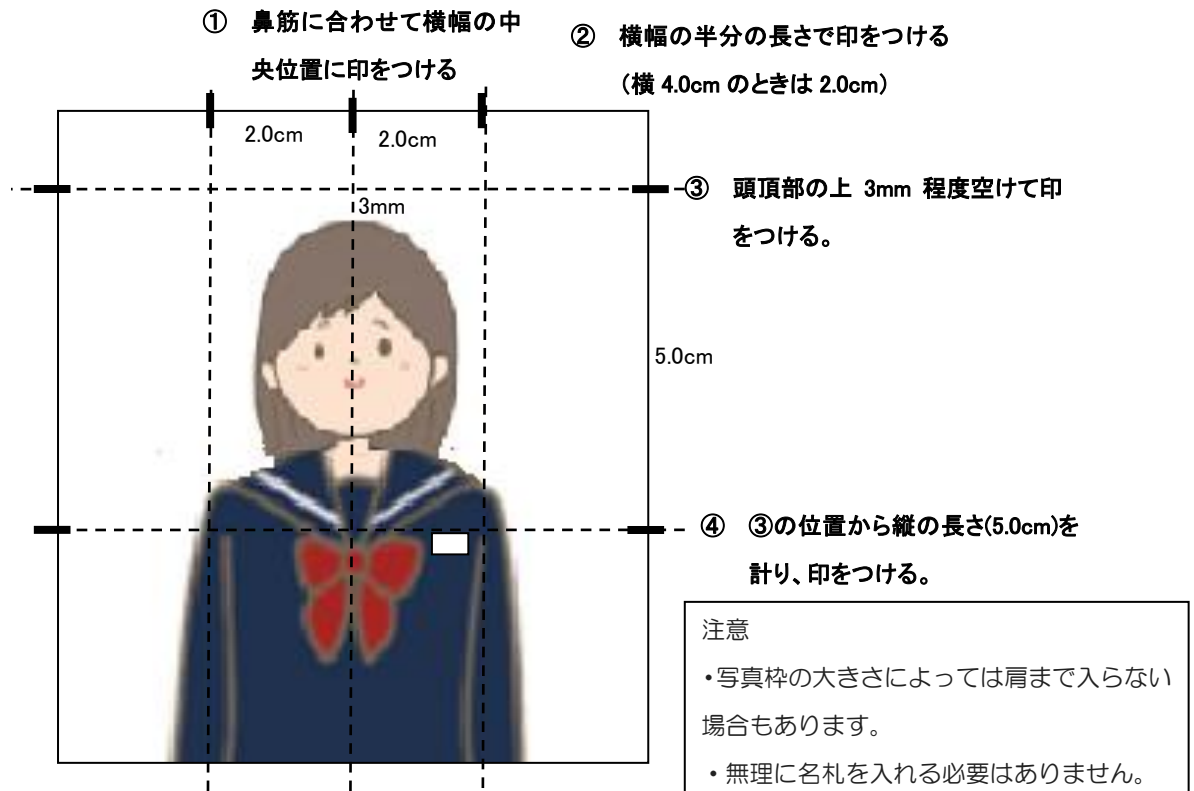 ① 鼻筋に合わせて横幅の中
央位置に印をつける
② 横幅の半分の長さで印をつける
（横 4.0cm のときは 2.0cm）
2.0cm
2.0cm
3mm
③ 頭頂部の上 3mm 程度空けて印
をつける。
5.0cm
④ ③の位置から縦の長さ(5.0cm)を
計り、印をつける。
注意
・写真枠の大きさによっては肩まで入らない
場合もあります。
・無理に名札を入れる必要はありません。